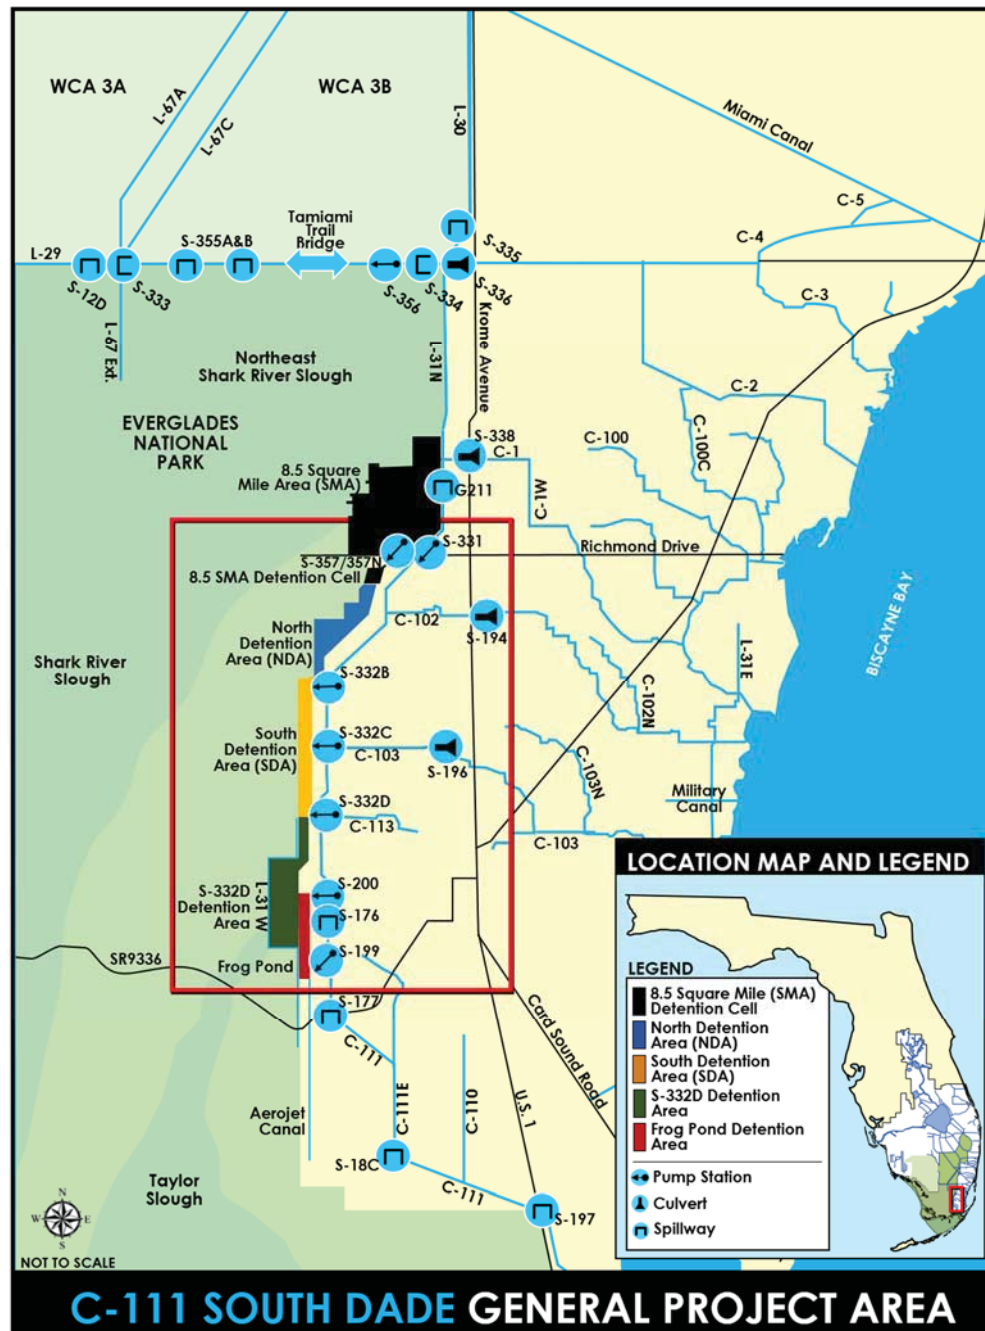 WCA 3A
WCA 3B
L-67A
L-67C
L-30
Miami Canal
C-5
C-4
C-3
L-29
S-12D
S-333
S-355A&B
Tamiami
Trail
Bridge
S-356
S-334
S-335
S-336
L-67 Ext.
L-31N
Krome Avenue
Northeast
Shark River Slough
EVERGLADES
NATIONAL
PARK
C-2
C-100C
C-100
S-338
C-1
8.5 Square
Mile Area (SMA)
G211
C-1W
S-331
Richmond Drive
S-357/357N
8.5 SMA Detention Cell
C-102
S-194
BISCAYNE BAY
North
Detention
Area (NDA)
Shark River
Slough
L-31E
S-332B
C-102N
S-332C
C-103
South
Detention
Area (SDA)
S-196
C-103N
Military
Canal
S-332D
C-113
C-103
S-200
S-332D
Detention
Area
L-31 W
S-176
S-199
Frog Pond
SR9336
S-177
C-111
Card Sound Road
C-111E
C-110
U.S. 1
Aerojet
Canal
S-18C
C-111
S-197
Taylor
Slough
N
W
E
S
NOT TO SCALE
LOCATION MAP AND LEGEND
LEGEND
8.5 Square Mile (SMA)
Detention Cell
North Detention
Area (NDA)
South Detention
Area (SDA)
S-332D Detention
Area
Frog Pond Detention
Area
Pump Station
Culvert
Spillway
C-111 SOUTH DADE GENERAL PROJECT AREA